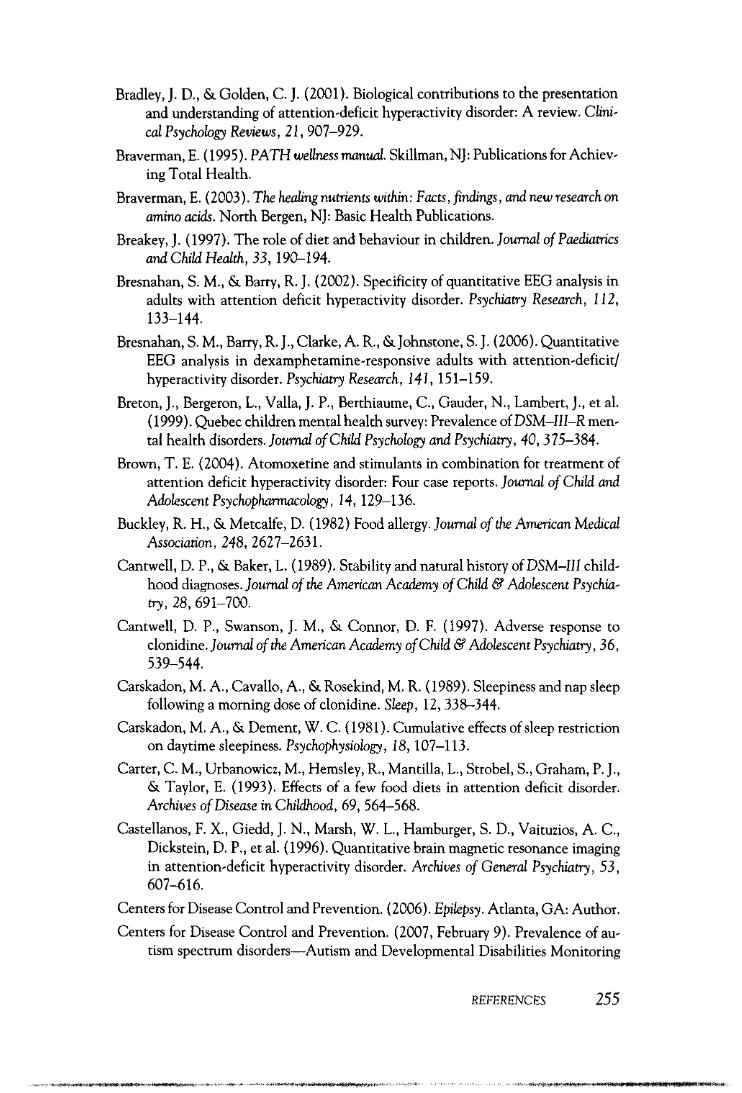 Bradley, J. D., & Golden, C. J. (2001). Biological contributions to the presentation
and understanding of attention-deficit hyperactivity disorder: A review. Clini-
cal Psychology Reviews, 21, 907–929.
Braverman, E. (1995). PATH wellness manual. Skillman, NJ: Publications for Achiev-
ing Total Health.
Braverman, E. (2003). The healing nutrients within: Facts, findings, and new research on
amino acids. North Bergen, NJ: Basic Health Publications.
Breakey, J. (1997). The role of diet and behaviour in children. Journal of Paediatrics
and Child Health, 33, 190–194.
Bresnahan, S. M., & Barry, R. J. (2002). Specificity of quantitative EEG analysis in
adults with attention deficit hyperactivity disorder. Psychiatry Research, 112,
133–144.
Bresnahan, S. M., Barry, R. J., Clarke, A. R., & Johnstone, S. J. (2006). Quantitative
EEG analysis in dexamphetamine-responsive adults with attention-deficit/
hyperactivity disorder. Psychiatry Research, 141, 151–159.
Breton, J., Bergeron, L., Valla, J. P., Berthiaume, C., Gauder, N., Lambert, J., et al.
(1999). Quebec children mental health survey: Prevalence of DSM–III–R men-
tal health disorders. Journal of Child Psychology and Psychiatry, 40, 375–384.
Brown, T. E. (2004). Atomoxetine and stimulants in combination for treatment of
attention deficit hyperactivity disorder: Four case reports. Journal of Child and
Adolescent Psychopharmacology, 14, 129–136.
Buckley, R. H., & Metcalfe, D. (1982) Food allergy. Journal of the American Medical
Association, 248, 2627–2631.
Cantwell, D. P., & Baker, L. (1989). Stability and natural history of DSM–III child-
hood diagnoses. Journal of the American Academy of Child & Adolescent Psychia-
try, 28, 691–700.
Cantwell, D. P., Swanson, J. M., & Connor, D. F. (1997). Adverse response to
clonidine. Journal of the American Academy of Child & Adolescent Psychiatry, 36,
539–544.
Carskadon, M. A., Cavallo, A., & Rosekind, M. R. (1989). Sleepiness and nap sleep
following a morning dose of clonidine. Sleep, 12, 338–344.
Carskadon, M. A., & Dement, W. C. (1981). Cumulative effects of sleep restriction
on daytime sleepiness. Psychophysiology, 18, 107–113.
Carter, C. M., Urbanowicz, M., Hemsley, R., Mantilla, L., Strobel, S., Graham, P. J.,
& Taylor, E. (1993). Effects of a few food diets in attention deficit disorder.
Archives of Disease in Childhood, 69, 564–568.
Castellanos, F. X., Giedd, J. N., Marsh, W. L., Hamburger, S. D., Vaituzios, A. C.,
Dickstein, D. P., et al. (1996). Quantitative brain magnetic resonance imaging
in attention-deficit hyperactivity disorder. Archives of General Psychiatry, 53,
607–616.
Centers for Disease Control and Prevention. (2006). Epilepsy. Atlanta, GA: Author.
Centers for Disease Control and Prevention. (2007, February 9). Prevalence of au-
tism spectrum disorders—Autism and Developmental Disabilities Monitoring
REFERENCES 255